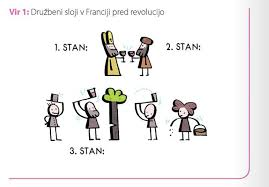 Vir 1: Družbeni sloji v Franciji pred revolucijo
1. STAN:
2. STAN:
3. STAN: